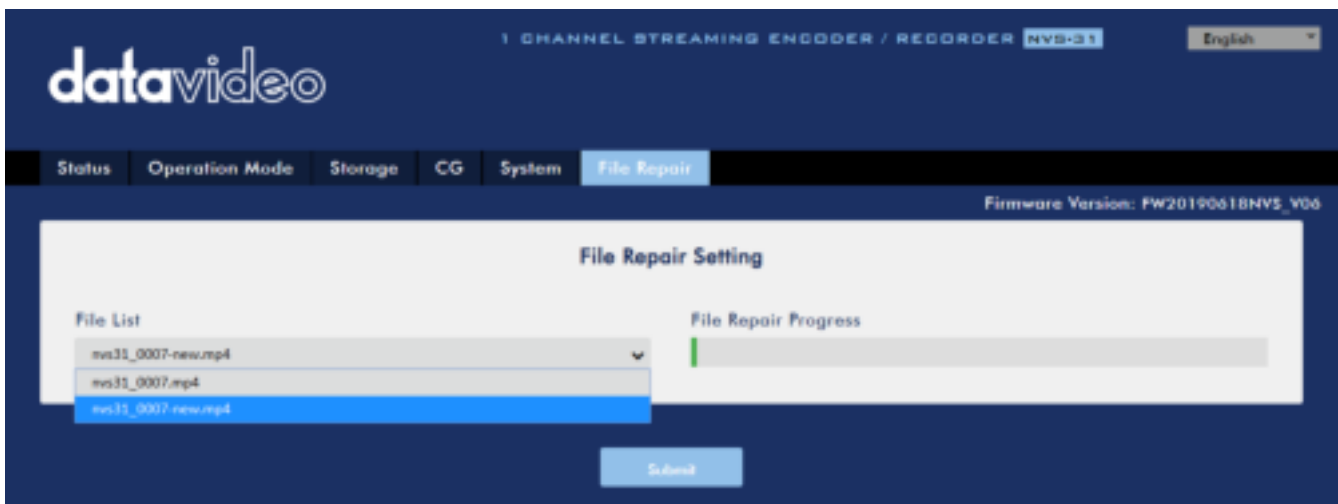 1 CHANNEL STREAMING ENCODER / RECORDER NVS-31
English
datavideo
Status Operation Mode Storage CG System File Repair
Firmware Version: FW20190618NVS_V06
File Repair Setting
File List
File Repair Progress
nvs31_0007-new.mp4
nvs31_0007.mp4
nvs31_0007-new.mp4
Submit